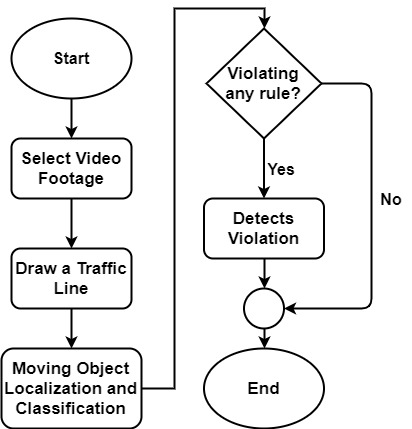 Start
Select Video
Footage
Draw a Traffic
Line
Moving Object
Localization and
Classification
Violating
any rule?
Yes
No
Detects
Violation
End